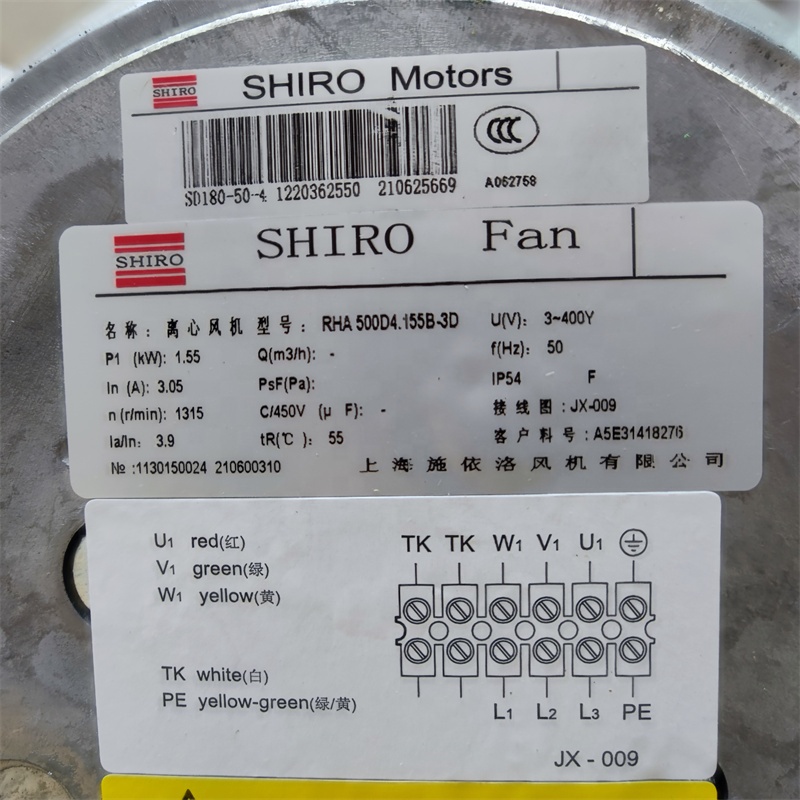 SHIRO SHIRO Motors
CCC
SD180-50-4 1220362550 210625669 A062758
SHIRO SHIRO Fan
名称: 离心风机 型号: RHA 500D4.155B-3D U(V): 3~400Y
P1 (kW): 1.55 Q(m3/h): - f(Hz): 50
In (A): 3.05 PsF(Pa): IP54 F
n (r/min): 1315 C/450V (μ F): - 接线图: JX-009
Ia/In: 3.9 tR(℃): 55 客户料号: A5E31418276
№ :1130150024 210600310 上海施依洛风机有限公司
U1 red(红)
V1 green(绿)
W1 yellow(黄)
TK white(白)
PE yellow-green(绿/黄)
TK TK W1 V1 U1
L1 L2 L3 PE
JX - 009